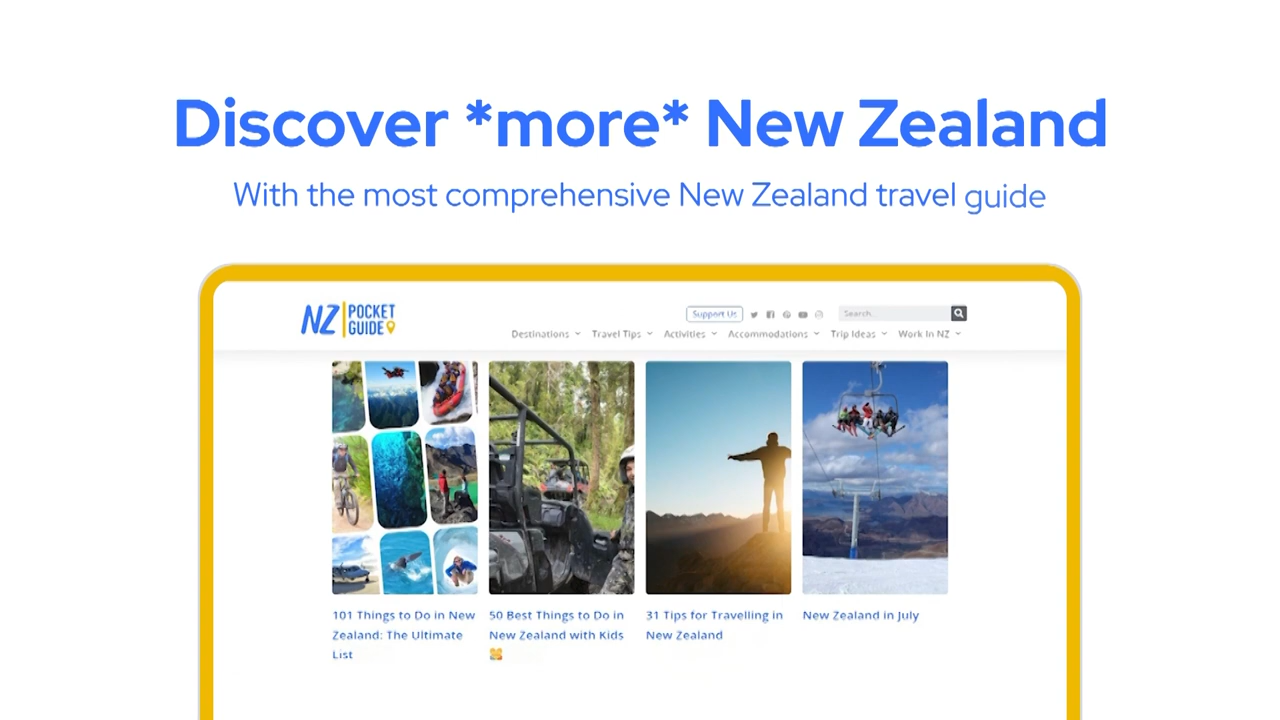 Discover *more* New Zealand
With the most comprehensive New Zealand travel guide
NZ POCKET GUIDE
Support Us
Search...
Destinations Travel Tips Activities Accommodations Trip Ideas Work In NZ
101 Things to Do in New Zealand: The Ultimate List
50 Best Things to Do in New Zealand with Kids
31 Tips for Travelling in New Zealand
New Zealand in July